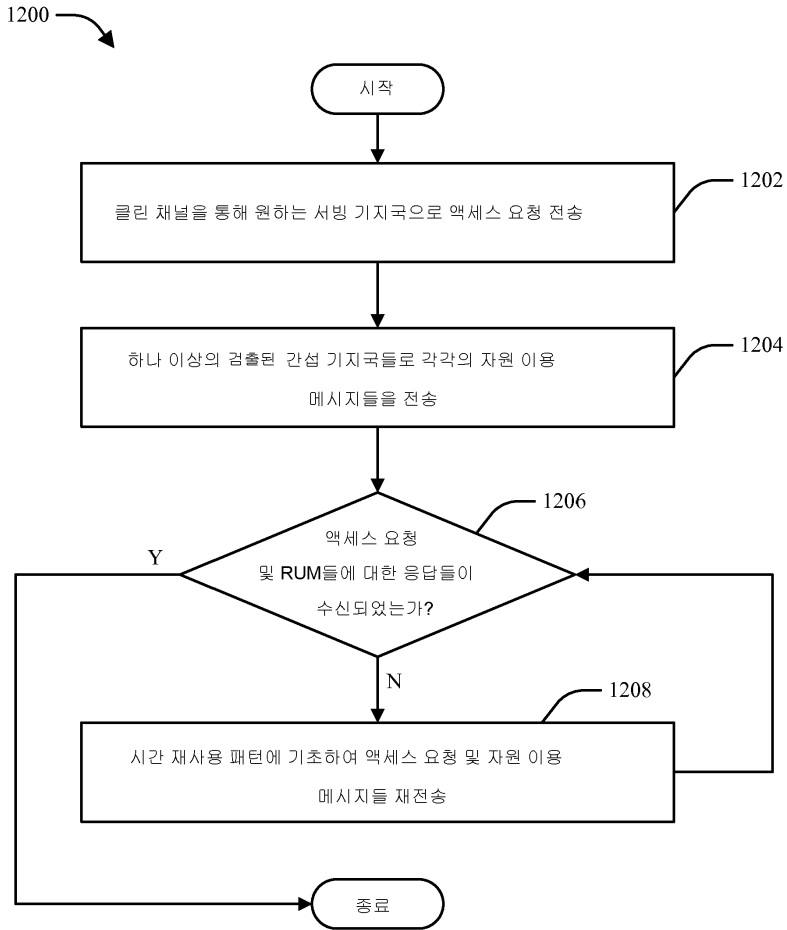 1200
시작
클린 채널을 통해 원하는 서빙 기지국으로 액세스 요청 전송
1202
하나 이상의 검출된 간섭 기지국들로 각각의 자원 이용
메시지들을 전송
1204
액세스 요청
및 RUM들에 대한 응답들이
수신되었는가?
1206
Y
N
시간 재사용 패턴에 기초하여 액세스 요청 및 자원 이용
메시지들 재전송
1208
종료